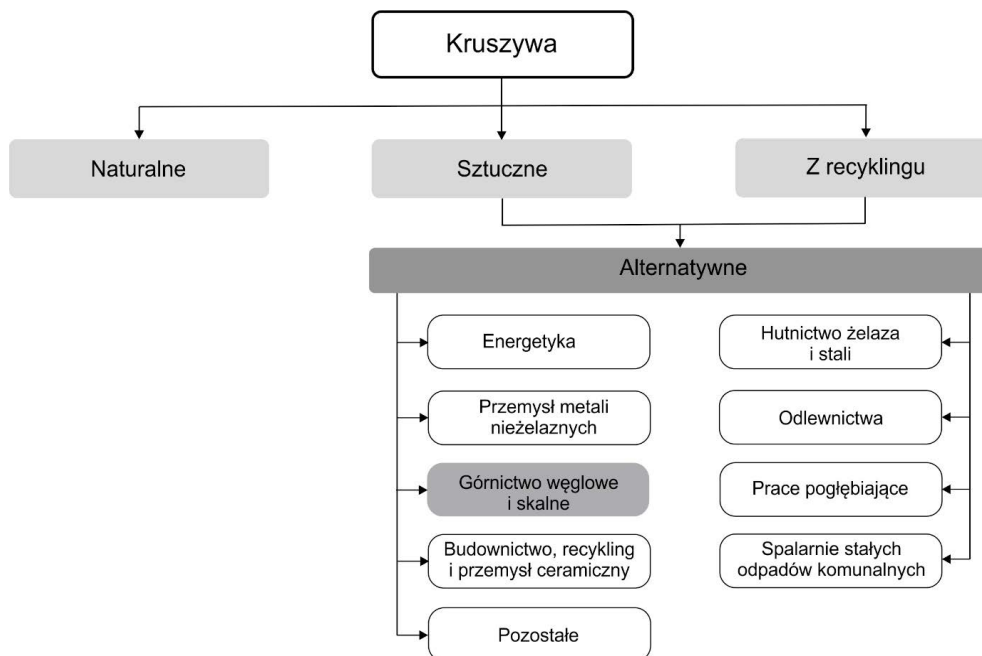 Kruszywa
Naturalne
Sztuczne
Z recyklingu
Alternatywne
Energetyka
Przemysł metali
nieżelaznych
Górnictwo węglowe
i skalne
Budownictwo, recykling
i przemysł ceramiczny
Pozostałe
Hutnictwo żelaza
i stali
Odlewnictwa
Prace pogłębiające
Spalarnie stałych
odpadów komunalnych